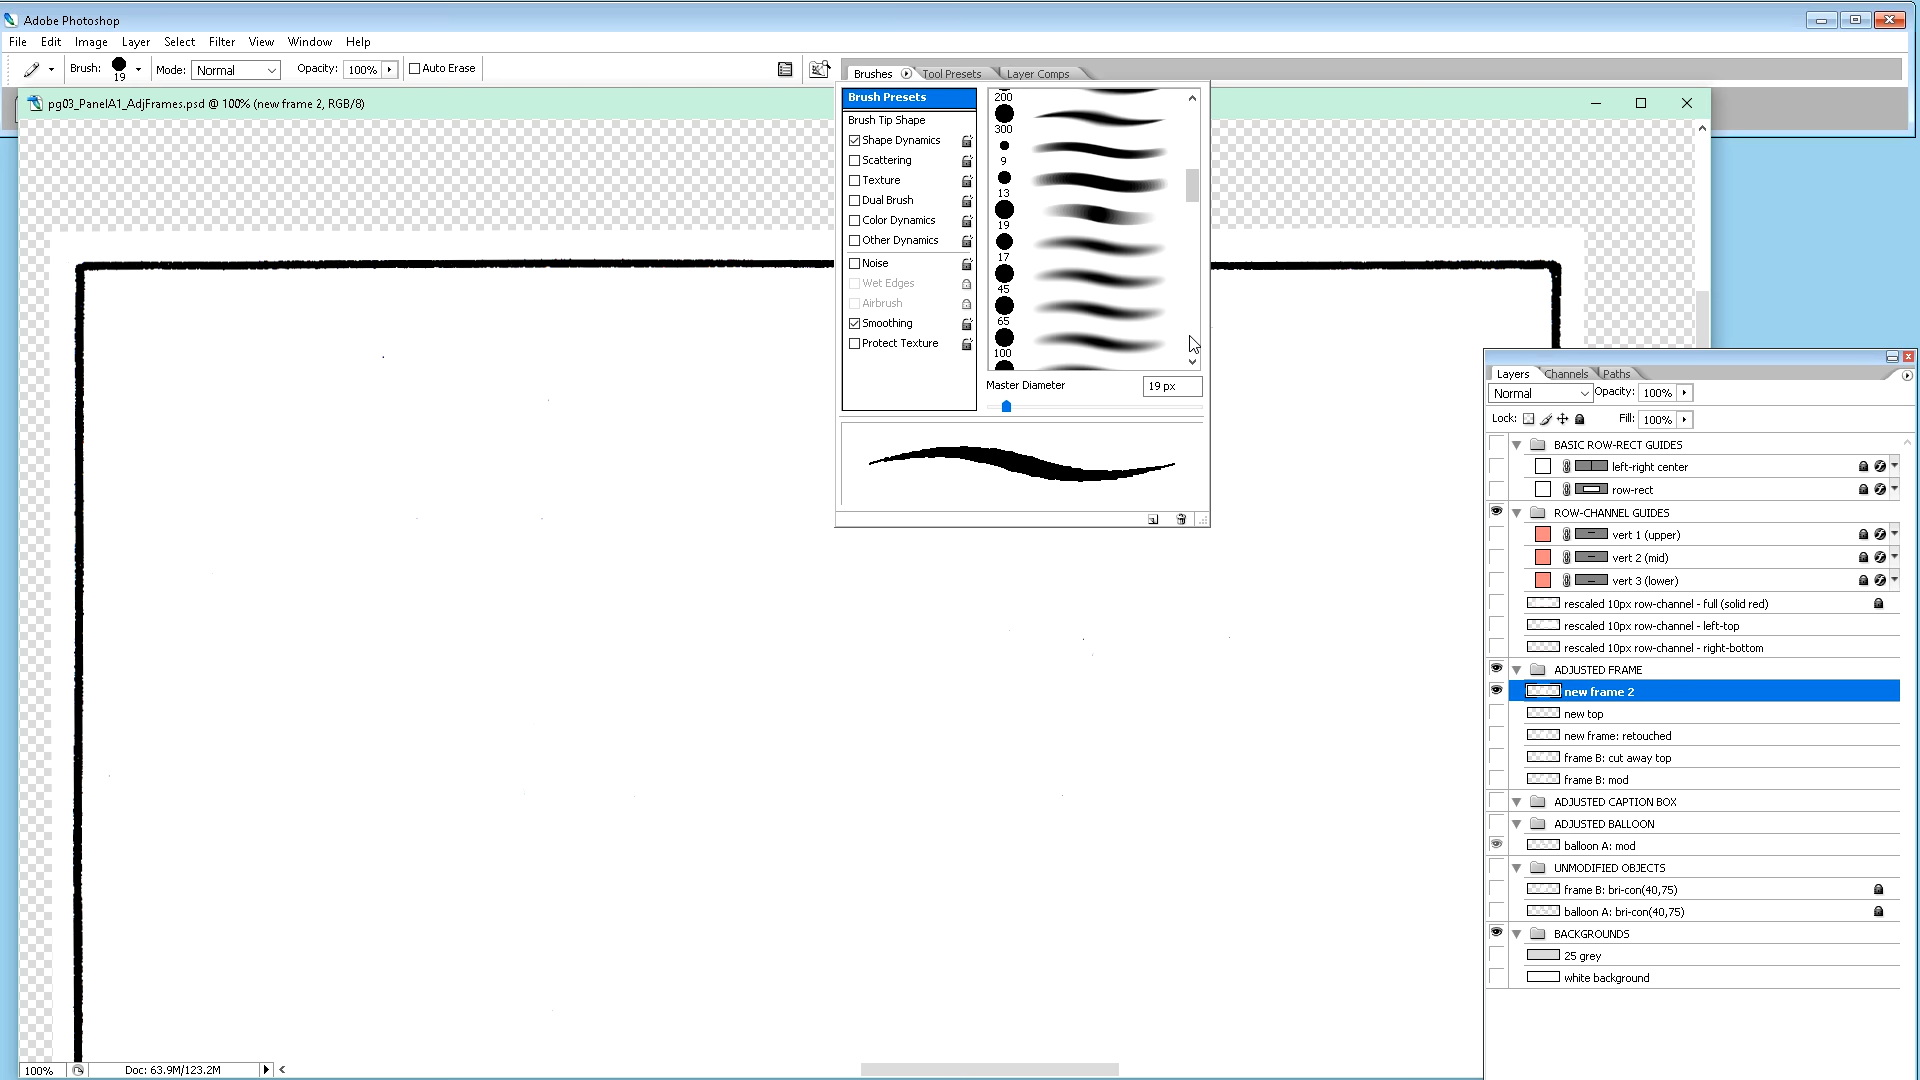 Adobe Photoshop
File Edit Image Layer Select Filter View Window Help
Brush: 19 Mode: Normal Opacity: 100% Auto Erase
Brushes Tool Presets Layer Comps
pg03_PanelA1_AdjFrames.psd @ 100% (new frame 2, RGB/8)
Brush Presets
Brush Tip Shape
Shape Dynamics
Scattering
Texture
Dual Brush
Color Dynamics
Other Dynamics
Noise
Wet Edges
Airbrush
Smoothing
Protect Texture
200
300
9
13
19
17
45
65
100
Master Diameter 19 px
Layers Channels Paths
Normal Opacity: 100%
Lock: Fill: 100%
BASIC ROW-RECT GUIDES
left-right center
row-rect
ROW-CHANNEL GUIDES
vert 1 (upper)
vert 2 (mid)
vert 3 (lower)
rescaled 10px row-channel - full (solid red)
rescaled 10px row-channel - left-top
rescaled 10px row-channel - right-bottom
ADJUSTED FRAME
new frame 2
new top
new frame: retouched
frame B: cut away top
frame B: mod
ADJUSTED CAPTION BOX
ADJUSTED BALLOON
balloon A: mod
UNMODIFIED OBJECTS
frame B: bri-con(40,75)
balloon A: bri-con(40,75)
BACKGROUNDS
25 grey
white background
100% Doc: 63.9M/123.2M